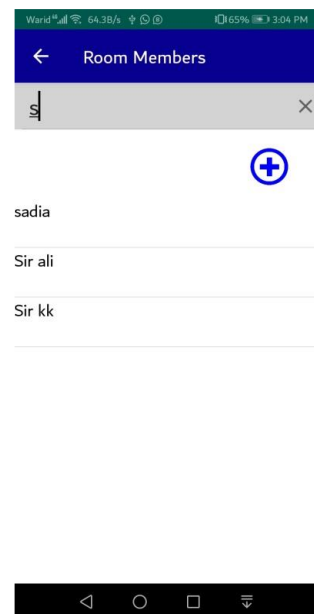 Warid 64.3B/s 65% 3:04 PM
Room Members
s
sadia
Sir ali
Sir kk